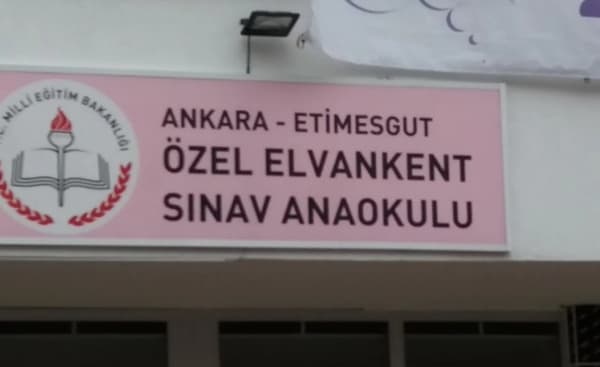 MİLLİ EĞİTİM BAKANLIĞI
ANKARA - ETİMESGUT
ÖZEL ELVANKENT
SINAV ANAOKULU